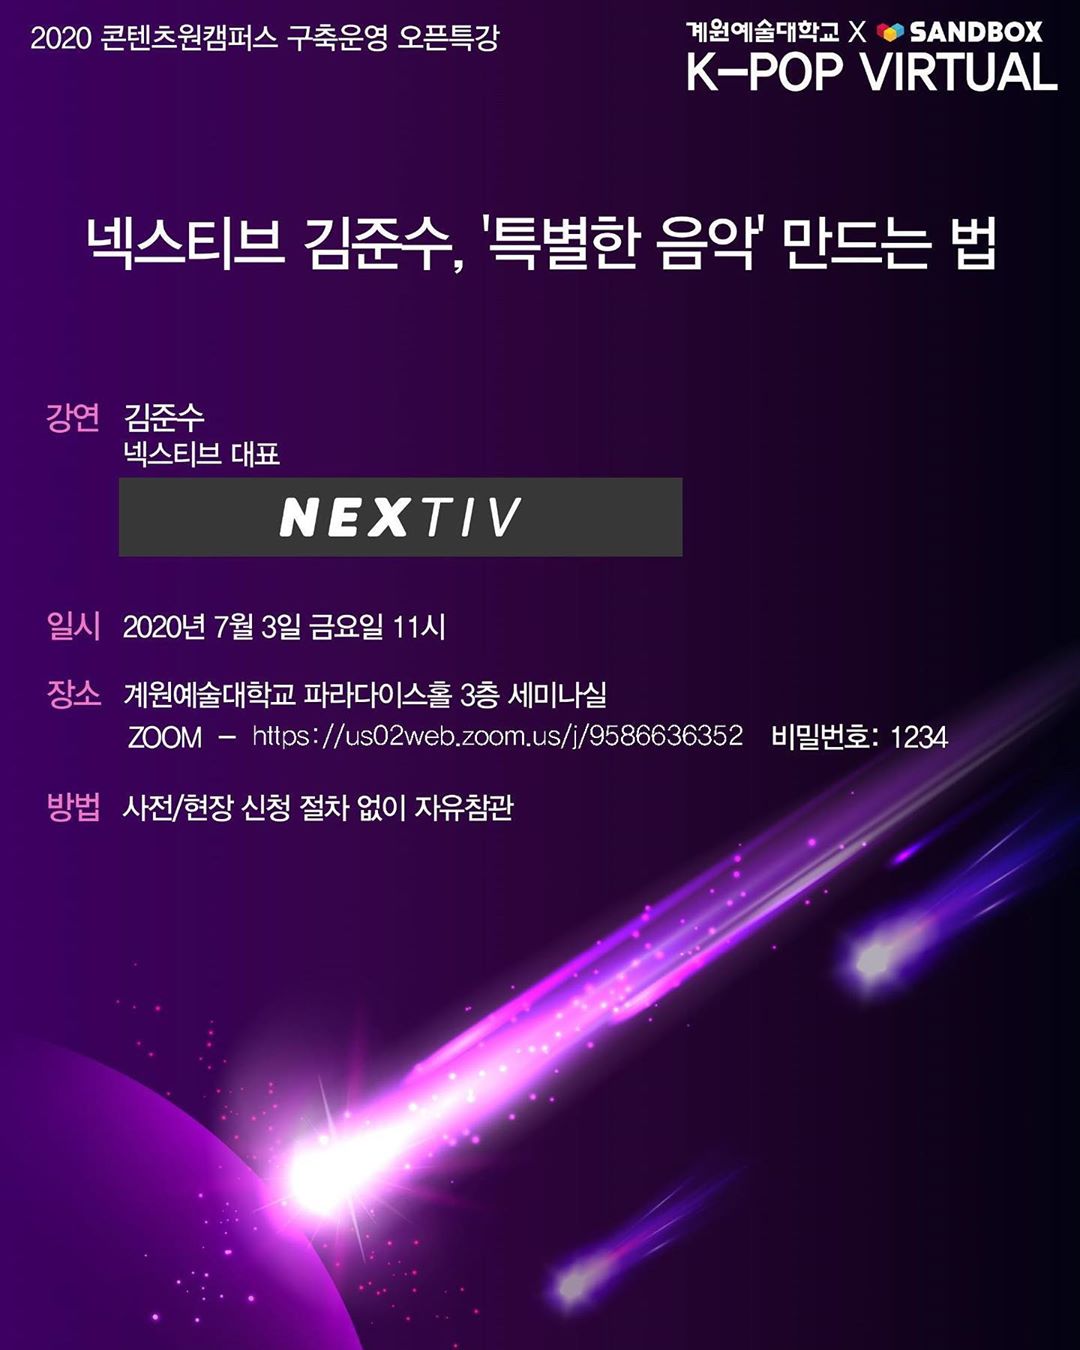 2020 콘텐츠원캠퍼스 구축운영 오픈특강
계원예술대학교 X SANDBOX
K-POP VIRTUAL
넥스티브 김준수, '특별한 음악' 만드는 법
강연 김준수
넥스티브 대표
NEXTIV
일시 2020년 7월 3일 금요일 11시
장소 계원예술대학교 파라다이스홀 3층 세미나실
ZOOM - https://us02web.zoom.us/j/9586636352 비밀번호: 1234
방법 사전/현장 신청 절차 없이 자유참관